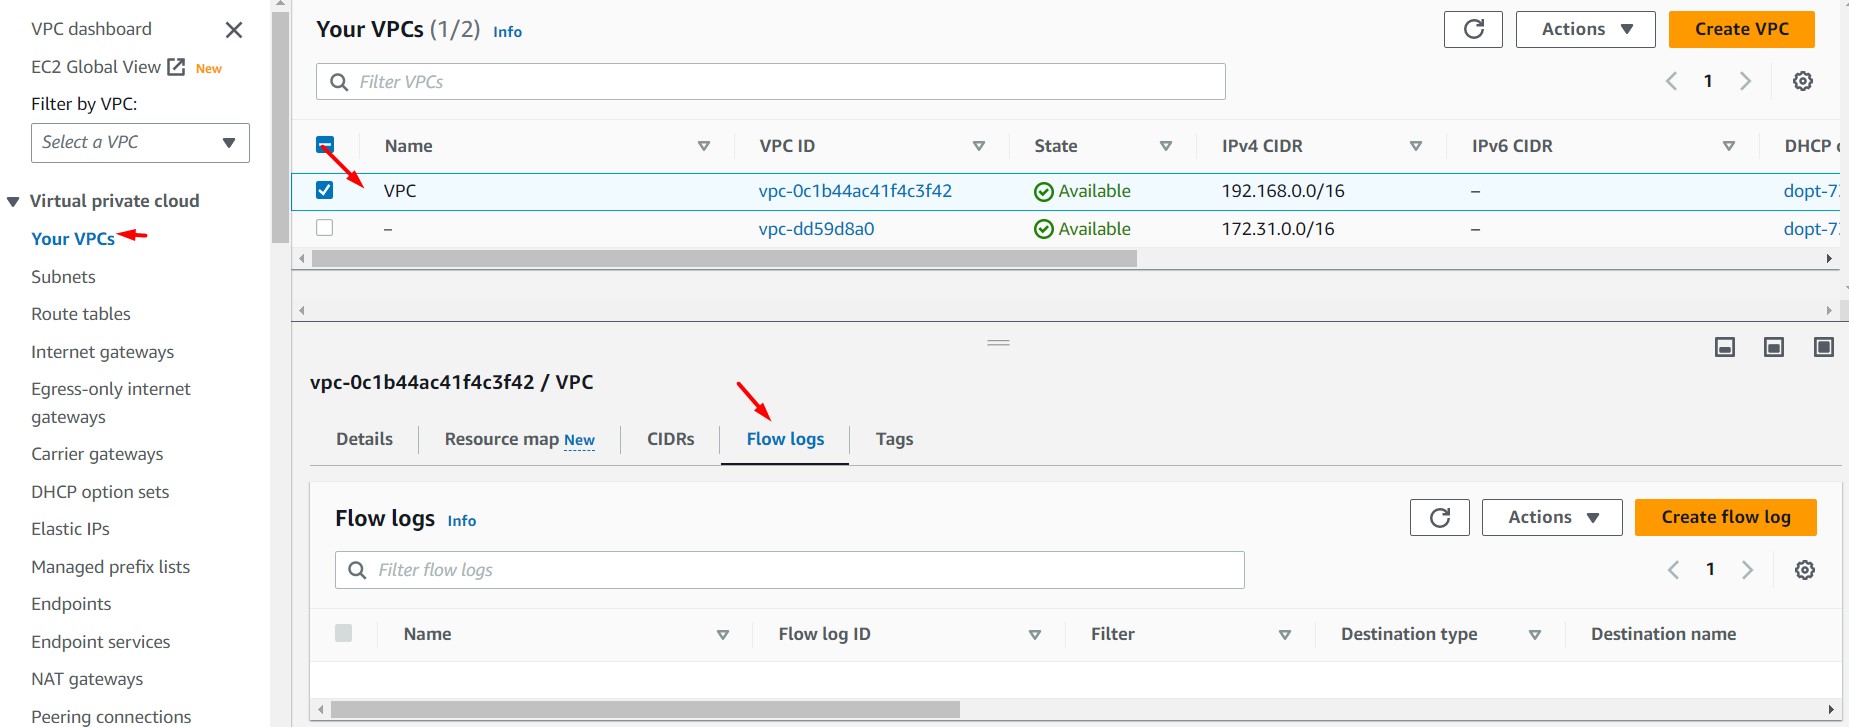 VPC dashboard
EC2 Global View New
Filter by VPC:
Select a VPC
Virtual private cloud
Your VPCs
Subnets
Route tables
Internet gateways
Egress-only internet
gateways
Carrier gateways
DHCP option sets
Elastic IPs
Managed prefix lists
Endpoints
Endpoint services
NAT gateways
Peering connections
Your VPCs (1/2) Info
Actions
Create VPC
Filter VPCs
1
Name VPC ID State IPv4 CIDR IPv6 CIDR DHCP
VPC vpc-0c1b44ac41f4c3f42 Available 192.168.0.0/16 –
– vpc-dd59d8a0 Available 172.31.0.0/16 –
vpc-0c1b44ac41f4c3f42 / VPC
Details Resource map New CIDRs Flow logs Tags
Flow logs Info
Actions
Create flow log
Filter flow logs
1
Name Flow log ID Filter Destination type Destination name